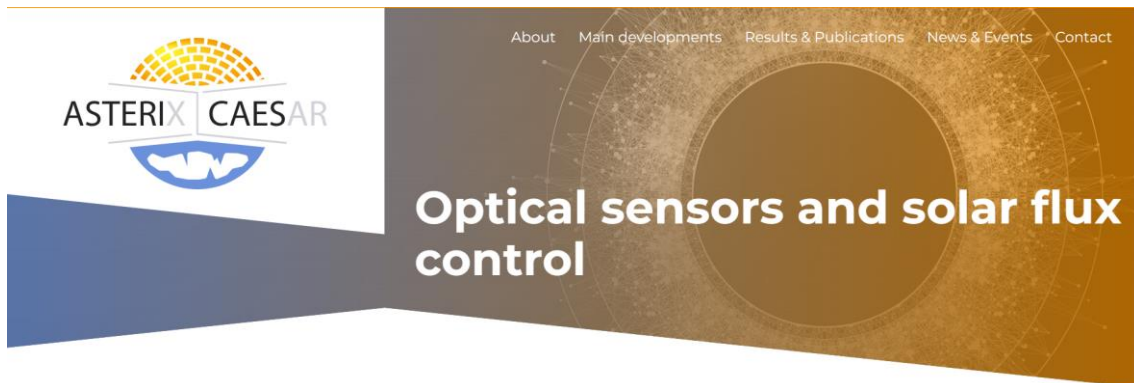 About Main developments Results & Publications News & Events Contact
ASTERIX CAESAR
Optical sensors and solar flux
control